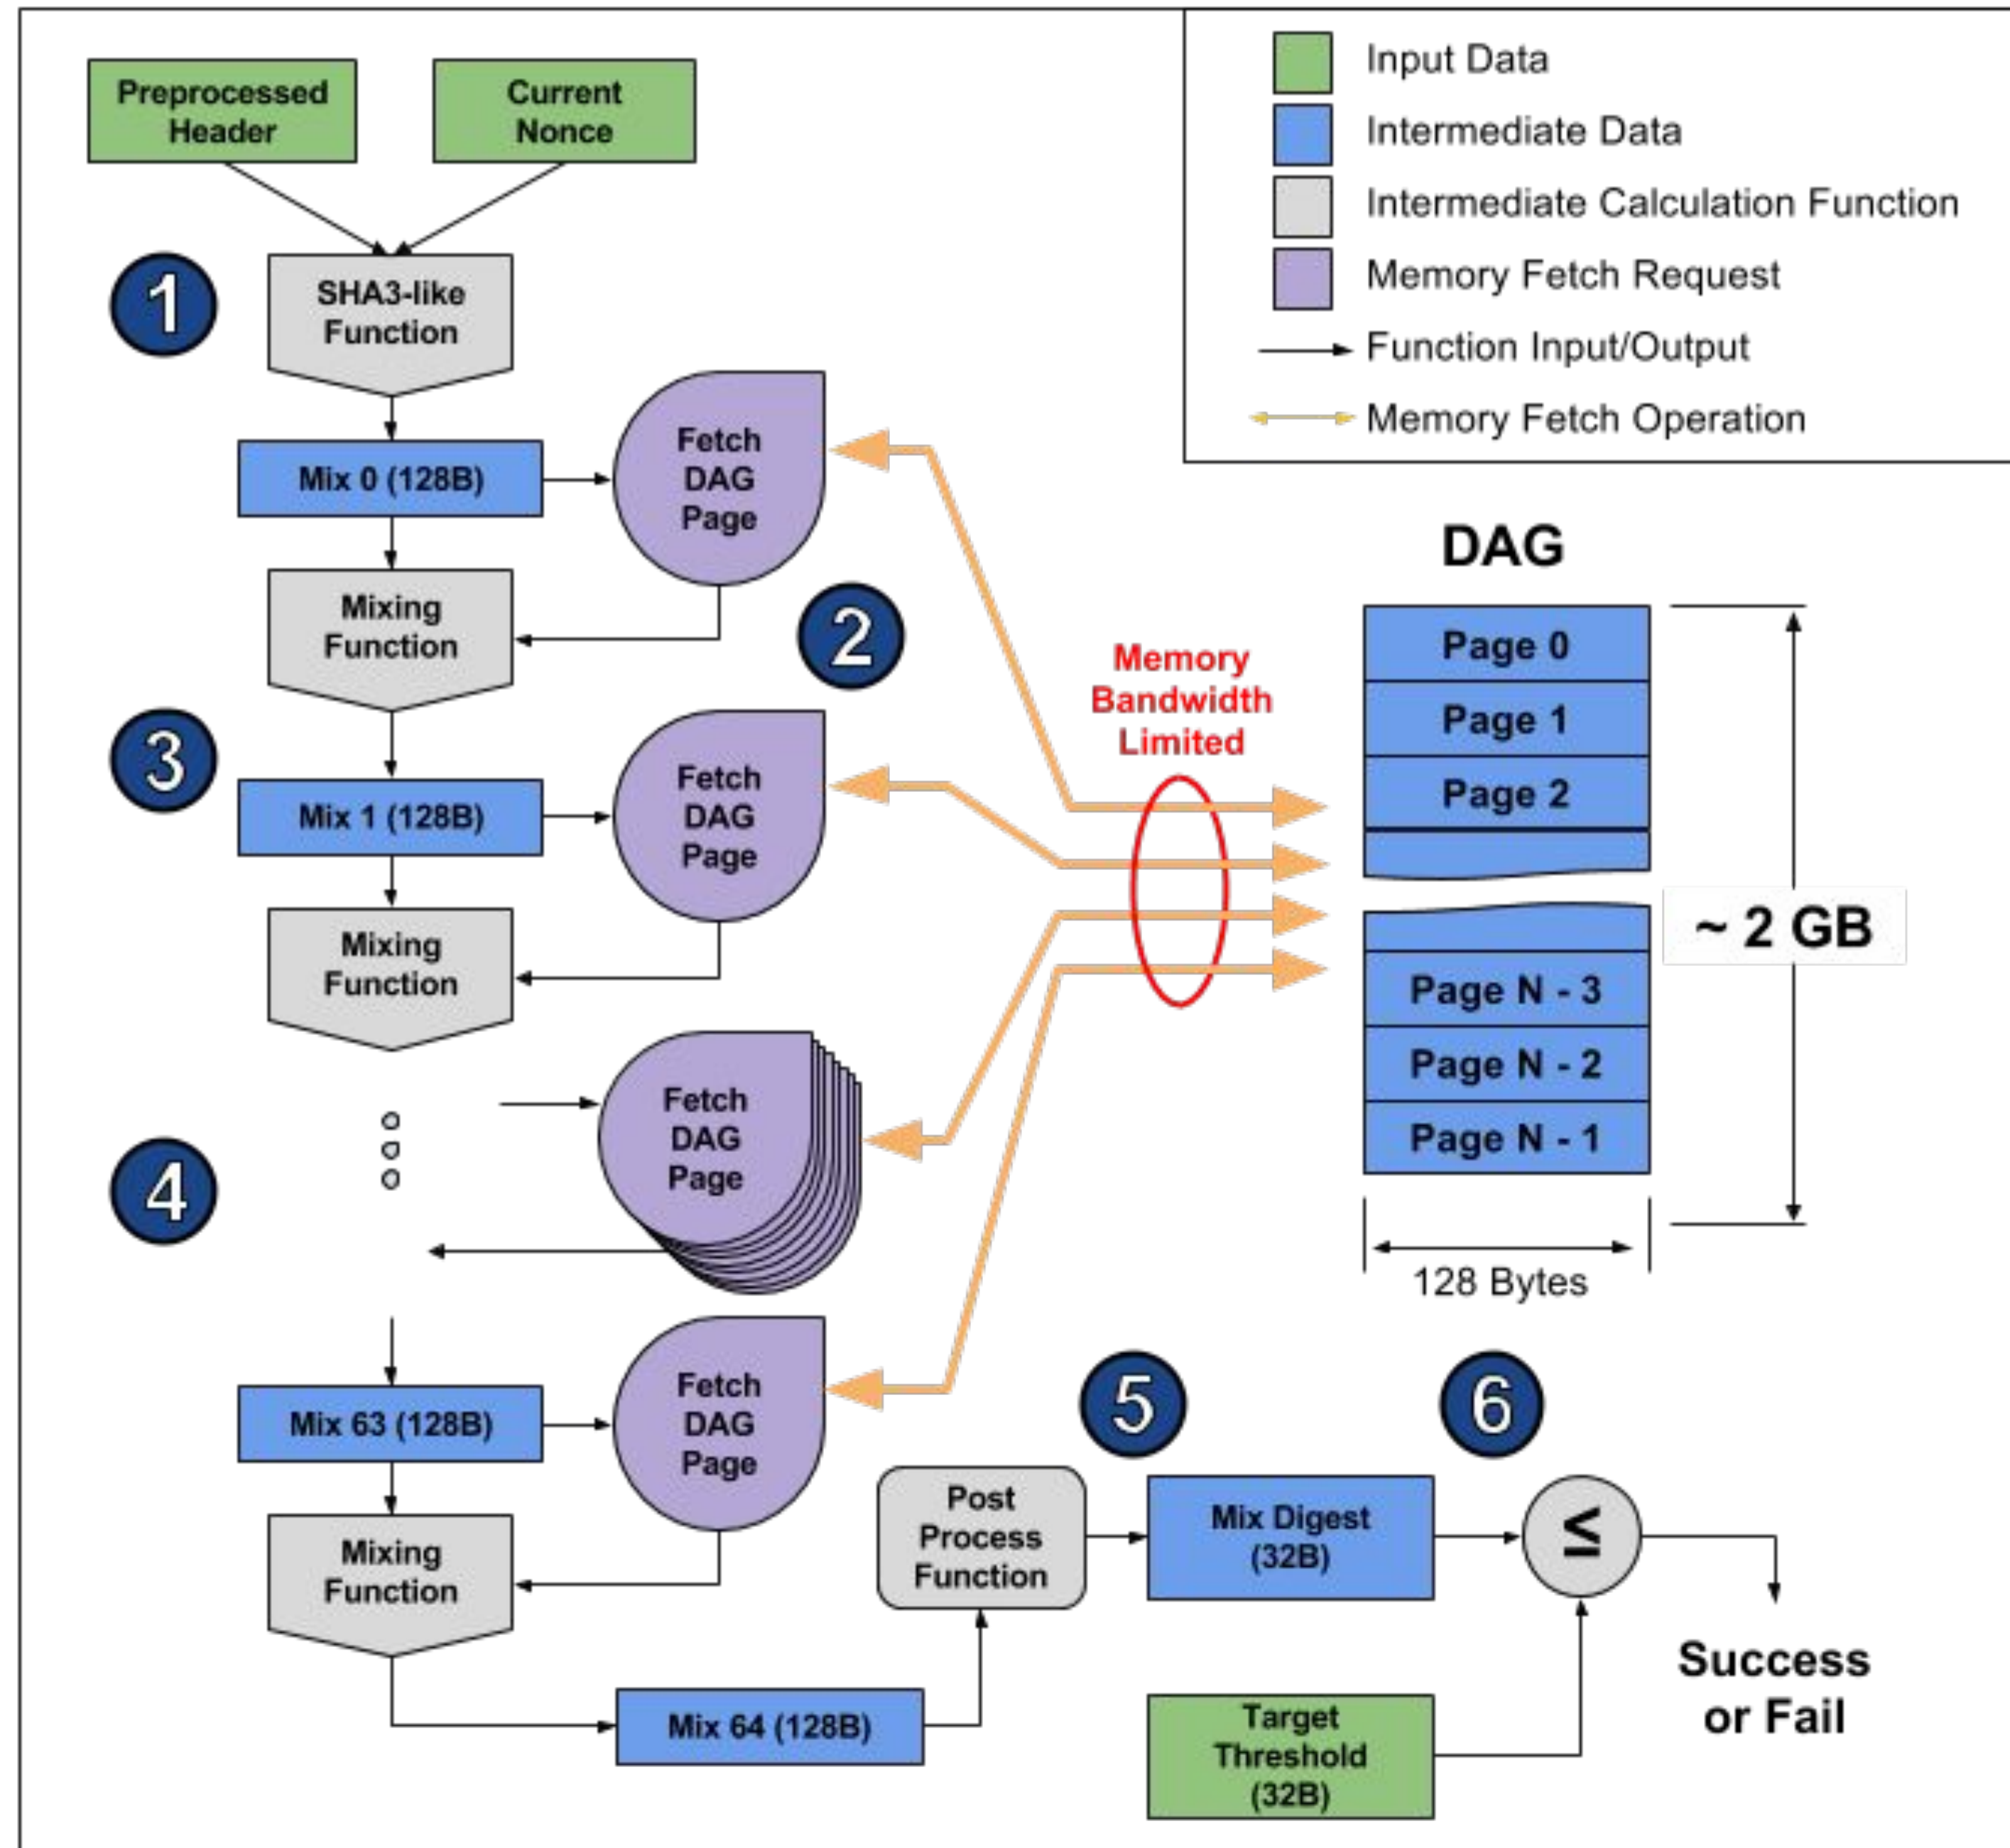 Preprocessed
Header
Current
Nonce
Input Data
Intermediate Data
Intermediate Calculation Function
Memory Fetch Request
Function Input/Output
Memory Fetch Operation
1
SHA3-like
Function
Mix 0 (128B)
Fetch
DAG
Page
Mixing
Function
2
3
Mix 1 (128B)
Fetch
DAG
Page
Mixing
Function
Memory
Bandwidth
Limited
DAG
Page 0
Page 1
Page 2
Page N - 3
Page N - 2
Page N - 1
~ 2 GB
128 Bytes
4
Fetch
DAG
Page
Mix 63 (128B)
Fetch
DAG
Page
Mixing
Function
Mix 64 (128B)
Post
Process
Function
5
Mix Digest
(32B)
6
≤
Target
Threshold
(32B)
Success
or Fail